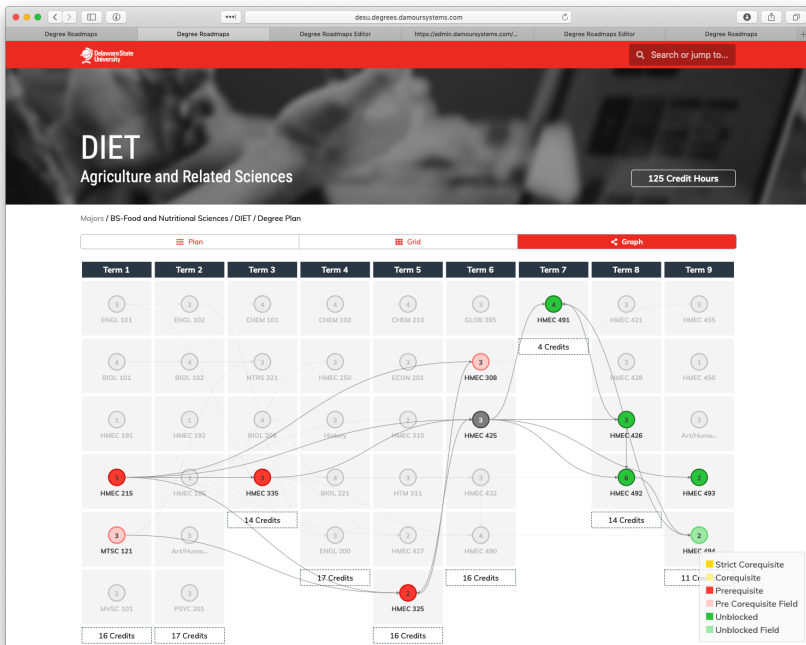 desu.degrees.damoursystems.com
Degree Roadmaps
Degree Roadmaps
Degree Roadmaps Editor
https://admin.damoursystems.com/...
Degree Roadmaps Editor
Degree Roadmaps
Delaware State
University
Search or jump to...
DIET
Agriculture and Related Sciences
125 Credit Hours
Majors / BS-Food and Nutritional Sciences / DIET / Degree Plan
Plan
Grid
Graph
Term 1 Term 2 Term 3 Term 4 Term 5 Term 6 Term 7 Term 8 Term 9
3 3 4 4 4 3 4 3 3
ENGL 101 ENGL 102 CHEM 101 CHEM 102 CHEM 210 GLOB 395 HMEC 491 HMEC 421 HMEC 455
4 Credits
4 4 3 3 3 3 2 1
BIOL 101 BIOL 102 NTRS 321 HMEC 250 ECON 201 HMEC 308 HMEC 428 HMEC 450
1 1 4 3 2 3 3 3
HMEC 191 HMEC 192 BIOL 208 History HMEC 310 HMEC 425 HMEC 426 Art/Huma...
3 3 3 4 3 3 6 2
HMEC 215 HMEC 335 BIOL 221 HTM 311 HMEC 432 HMEC 492 HMEC 493
14 Credits
14 Credits
3 3 3 2 4 2
MTSC 121 Art/Huma... ENGL 200 HMEC 427 HMEC 490 HMEC 494
17 Credits
16 Credits
2 3 2
MVSC 101 PSYC 201 HMEC 325
16 Credits
17 Credits
16 Credits
Strict Corequisite
Corequisite
Prerequisite
Pre Corequisite Field
Unblocked
Unblocked Field